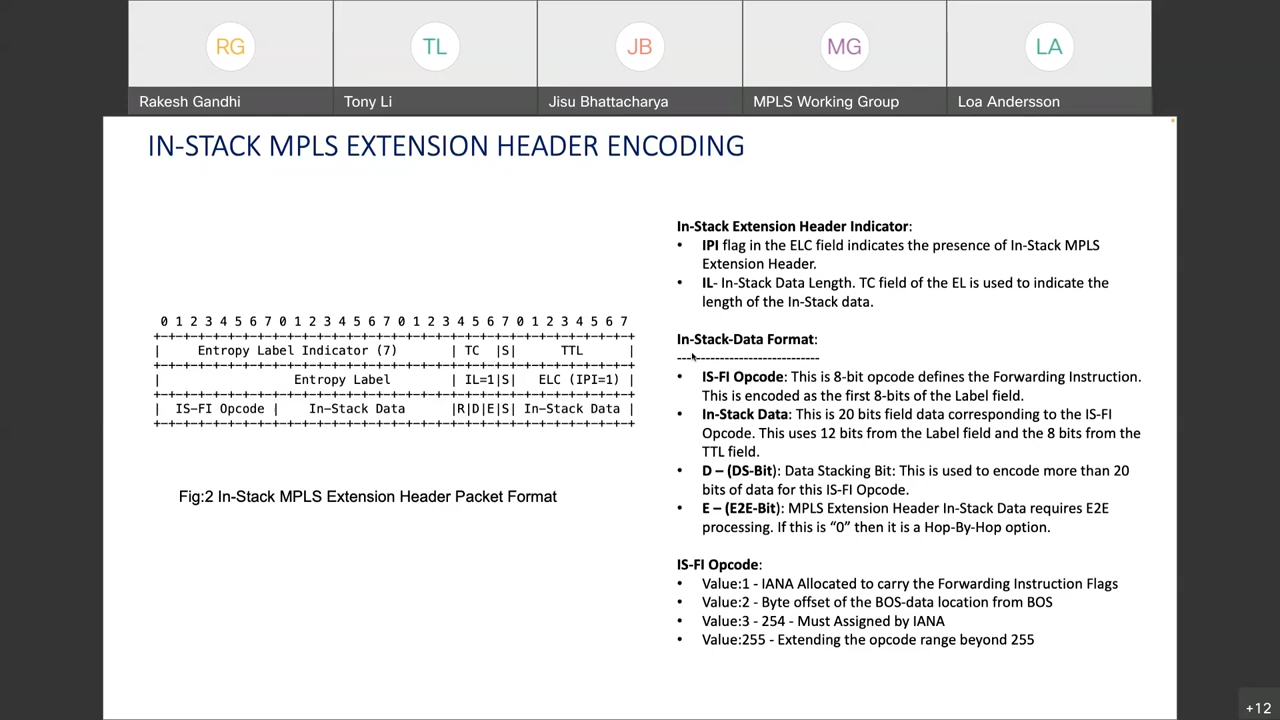 RG
TL
JB
MG
LA
Rakesh Gandhi
Tony Li
Jisu Bhattacharya
MPLS Working Group
Loa Andersson
IN-STACK MPLS EXTENSION HEADER ENCODING
0 1 2 3 4 5 6 7 0 1 2 3 4 5 6 7 0 1 2 3 4 5 6 7 0 1 2 3 4 5 6 7
+-+-+-+-+-+-+-+-+-+-+-+-+-+-+-+-+-+-+-+-+-+-+-+-+-+-+-+-+-+-+-+-+
| Entropy Label Indicator (7) | TC |S| TTL |
+-+-+-+-+-+-+-+-+-+-+-+-+-+-+-+-+-+-+-+-+-+-+-+-+-+-+-+-+-+-+-+-+
| Entropy Label | IL=1|S| ELC (IPI=1) |
+-+-+-+-+-+-+-+-+-+-+-+-+-+-+-+-+-+-+-+-+-+-+-+-+-+-+-+-+-+-+-+-+
| IS-FI Opcode | In-Stack Data |R|D|E|S| In-Stack Data |
+-+-+-+-+-+-+-+-+-+-+-+-+-+-+-+-+-+-+-+-+-+-+-+-+-+-+-+-+-+-+-+-+
Fig:2 In-Stack MPLS Extension Header Packet Format
In-Stack Extension Header Indicator:
• IPI flag in the ELC field indicates the presence of In-Stack MPLS
Extension Header.
• IL- In-Stack Data Length. TC field of the EL is used to indicate the
length of the In-Stack data.
In-Stack-Data Format:
----------------------------
• IS-FI Opcode: This is 8-bit opcode defines the Forwarding Instruction.
This is encoded as the first 8-bits of the Label field.
• In-Stack Data: This is 20 bits field data corresponding to the IS-FI
Opcode. This uses 12 bits from the Label field and the 8 bits from the
TTL field.
• D – (DS-Bit): Data Stacking Bit: This is used to encode more than 20
bits of data for this IS-FI Opcode.
• E – (E2E-Bit): MPLS Extension Header In-Stack Data requires E2E
processing. If this is “0” then it is a Hop-By-Hop option.
IS-FI Opcode:
• Value:1 - IANA Allocated to carry the Forwarding Instruction Flags
• Value:2 - Byte offset of the BOS-data location from BOS
• Value:3 - 254 - Must Assigned by IANA
• Value:255 - Extending the opcode range beyond 255
+12